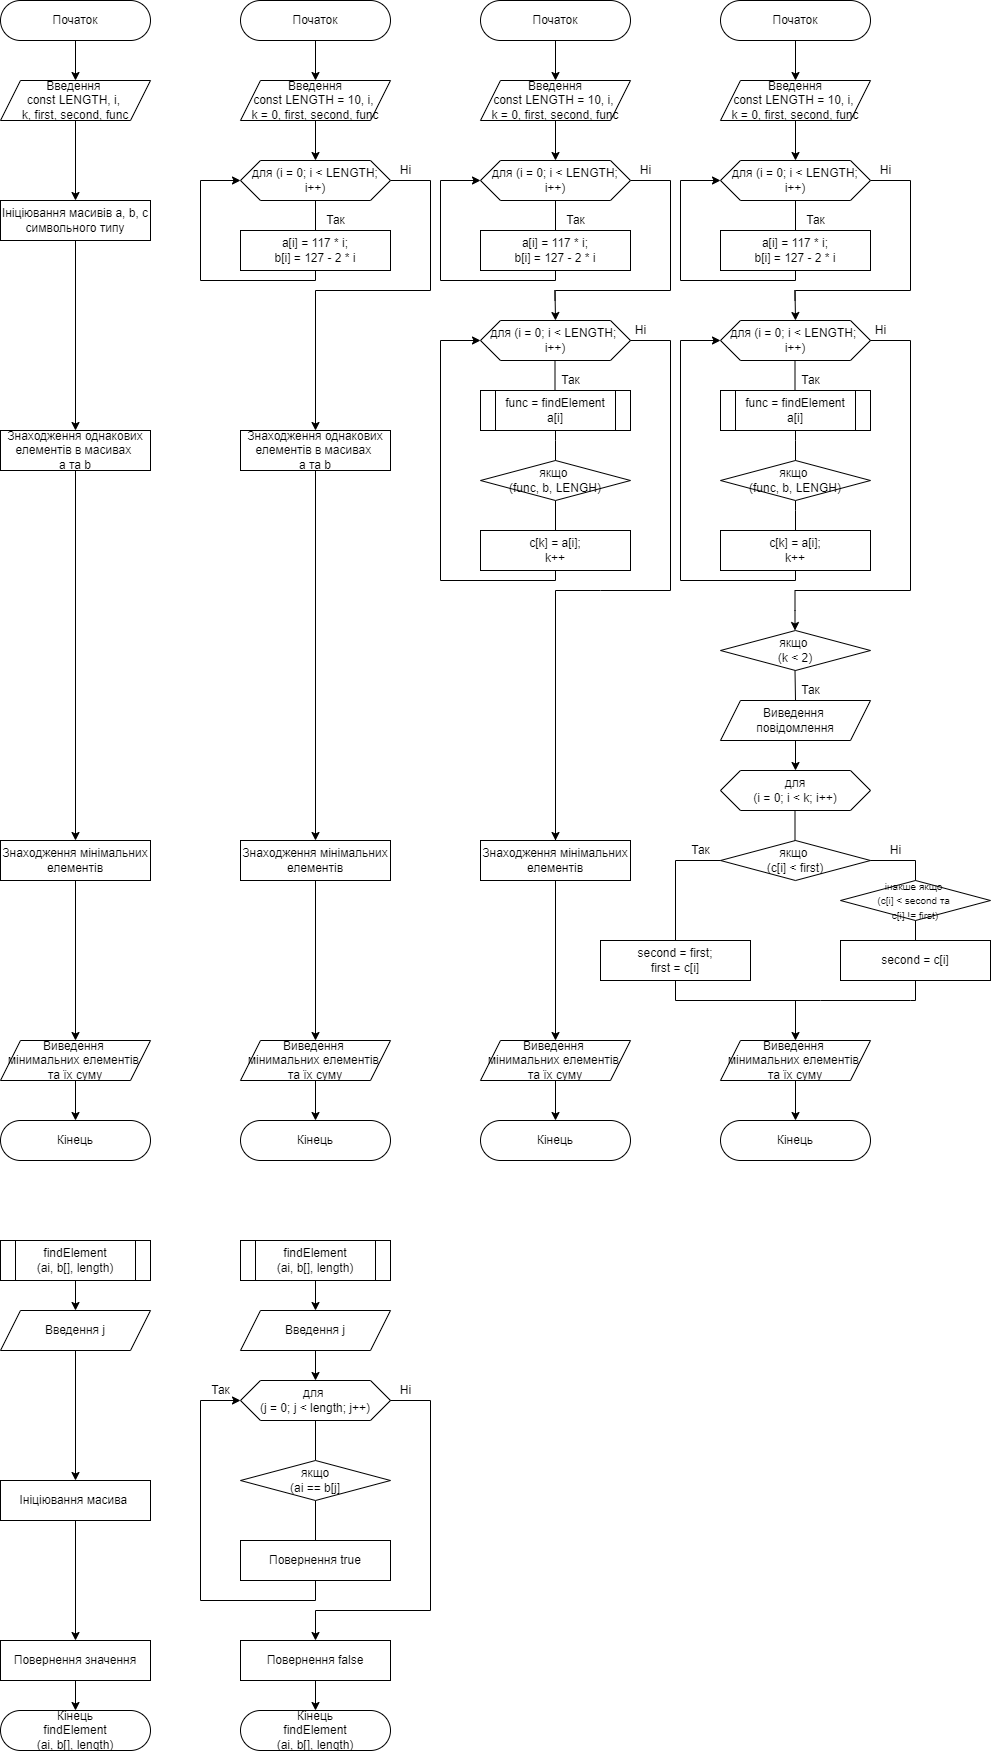 Початок
Введення
const LENGTH, i,
k, first, second, func
Ініціювання масивів a, b, c
символьного типу
Знаходження однакових
елементів в масивах
a та b
Знаходження мінімальних
елементів
Виведення
мінимальних елементів
та їх суму
Кінець
Початок
Введення
const LENGTH = 10, i,
k = 0, first, second, func
для (i = 0; i < LENGTH;
i++)
Ні
Так
a[i] = 117 * i;
b[i] = 127 - 2 * i
Знаходження однакових
елементів в масивах
a та b
Знаходження мінімальних
елементів
Виведення
мінимальних елементів
та їх суму
Кінець
Початок
Введення
const LENGTH = 10, i,
k = 0, first, second, func
для (i = 0; i < LENGTH;
i++)
Ні
Так
a[i] = 117 * i;
b[i] = 127 - 2 * i
для (i = 0; i < LENGTH;
i++)
Ні
Так
func = findElement
a[i]
якщо
(func, b, LENGH)
c[k] = a[i];
k++
Знаходження мінімальних
елементів
Виведення
мінимальних елементів
та їх суму
Кінець
Початок
Введення
const LENGTH = 10, i,
k = 0, first, second, func
для (i = 0; i < LENGTH;
i++)
Ні
Так
a[i] = 117 * i;
b[i] = 127 - 2 * i
для (i = 0; i < LENGTH;
i++)
Ні
Так
func = findElement
a[i]
якщо
(func, b, LENGH)
c[k] = a[i];
k++
якщо
(k < 2)
Так
Виведення
повідомлення
для
(i = 0; i < k; i++)
Так
якщо
(c[i] < first)
Ні
інакше якщо
(c[i] < second та
c[i] != first)
second = first;
first = c[i]
second = c[i]
Виведення
мінимальних елементів
та їх суму
Кінець
findElement
(ai, b[], length)
Введення j
Ініціювання масива
Повернення значення
Кінець
findElement
(ai, b[], length)
findElement
(ai, b[], length)
Введення j
Так
для
(j = 0; j < length; j++)
Ні
якщо
(ai == b[j]
Повернення true
Повернення false
Кінець
findElement
(ai, b[], length)